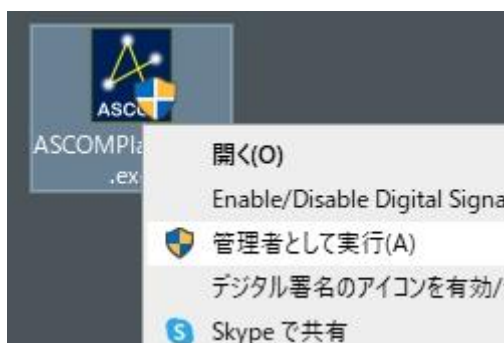 ASCOMPla
.ex
開く(O)
Enable/Disable Digital Signa
管理者として実行(A)
デジタル署名のアイコンを有効/
Skype で共有